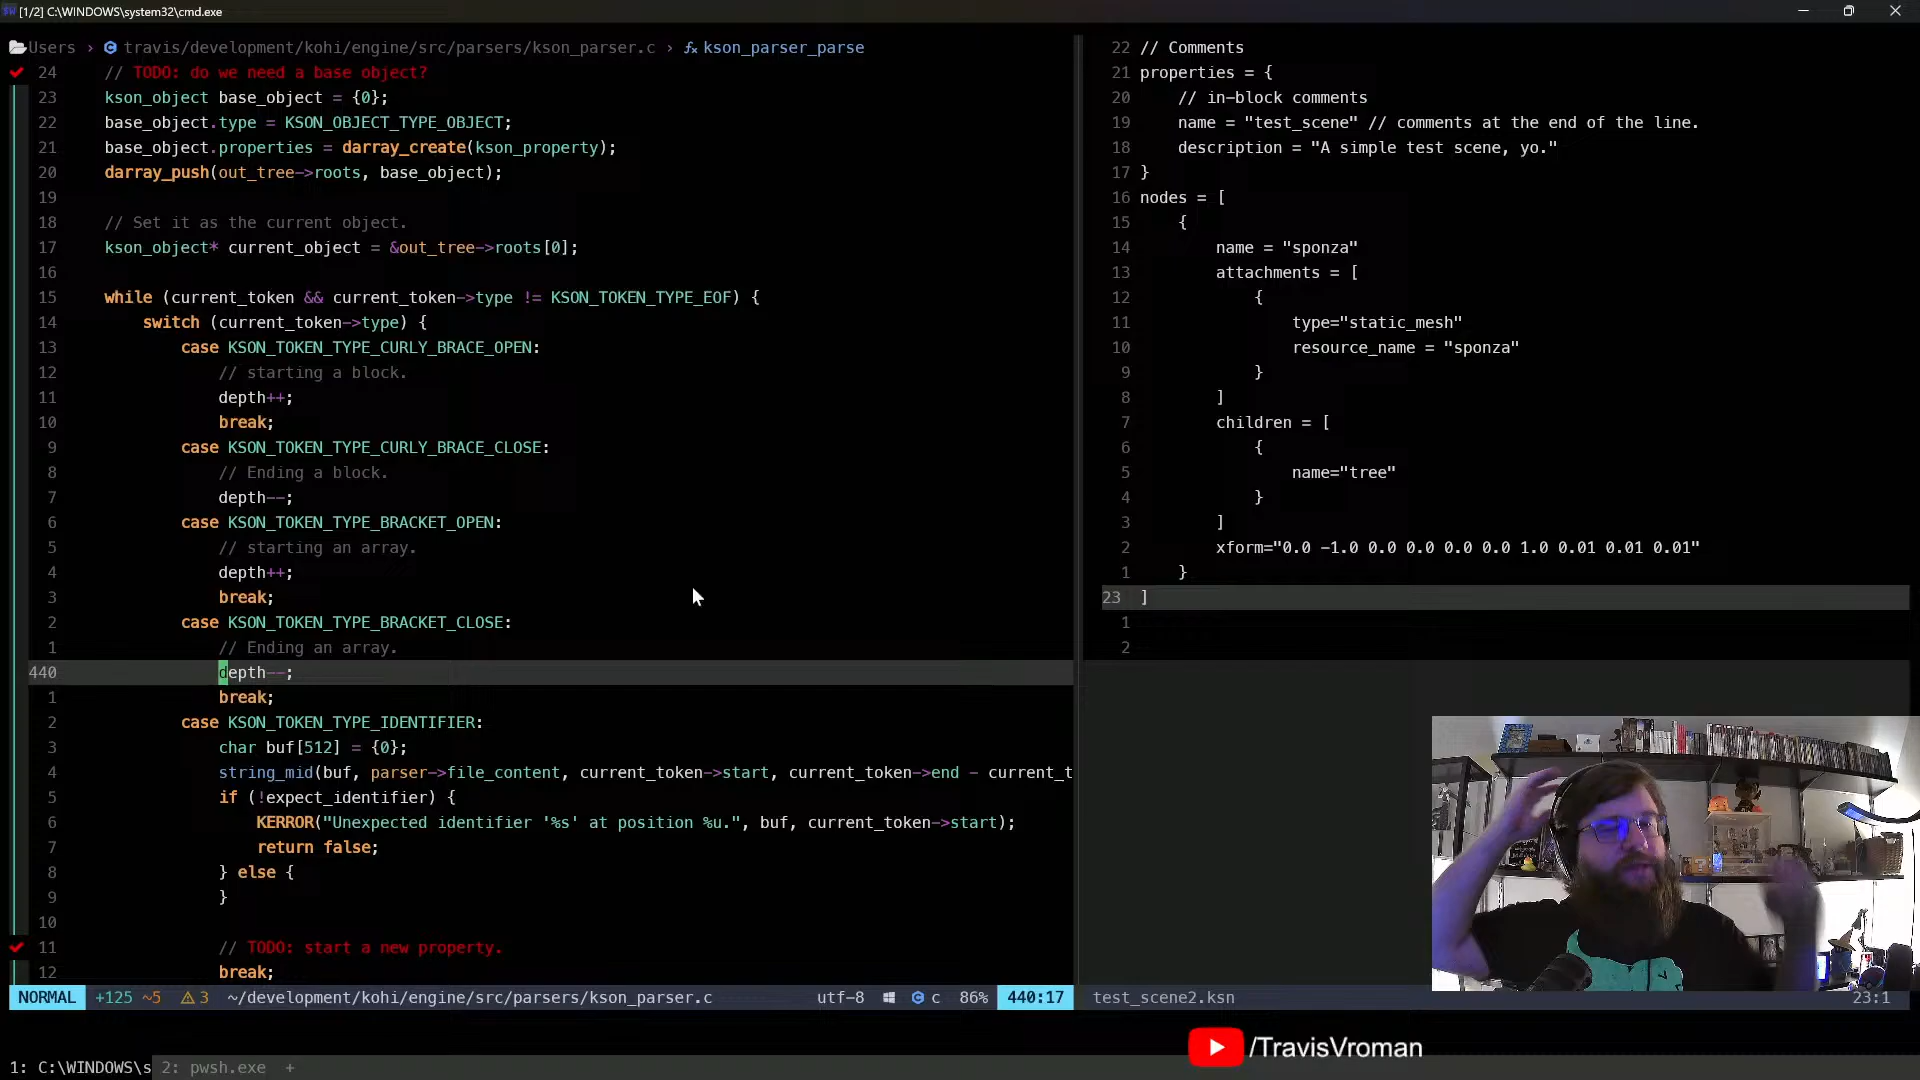 [1/2] C:\WINDOWS\system32\cmd.exe
Users › travis/development/kohi/engine/src/parsers/kson_parser.c › fx kson_parser_parse
24 // TODO: do we need a base object?
23 kson_object base_object = {0};
22 base_object.type = KSON_OBJECT_TYPE_OBJECT;
21 base_object.properties = darray_create(kson_property);
20 darray_push(out_tree->roots, base_object);
19
18 // Set it as the current object.
17 kson_object* current_object = &out_tree->roots[0];
16
15 while (current_token && current_token->type != KSON_TOKEN_TYPE_EOF) {
14 switch (current_token->type) {
13 case KSON_TOKEN_TYPE_CURLY_BRACE_OPEN:
12 // starting a block.
11 depth++;
10 break;
9 case KSON_TOKEN_TYPE_CURLY_BRACE_CLOSE:
8 // Ending a block.
7 depth--;
6 case KSON_TOKEN_TYPE_BRACKET_OPEN:
5 // starting an array.
4 depth++;
3 break;
2 case KSON_TOKEN_TYPE_BRACKET_CLOSE:
1 // Ending an array.
440 depth--;
1 break;
2 case KSON_TOKEN_TYPE_IDENTIFIER:
3 char buf[512] = {0};
4 string_mid(buf, parser->file_content, current_token->start, current_token->end - current_t
5 if (!expect_identifier) {
6 KERROR("Unexpected identifier '%s' at position %u.", buf, current_token->start);
7 return false;
8 } else {
9 }
10
11 // TODO: start a new property.
12 break;
NORMAL +125 ~5 3 ~/development/kohi/engine/src/parsers/kson_parser.c utf-8 c 86% 440:17
22 // Comments
21 properties = {
20 // in-block comments
19 name = "test_scene" // comments at the end of the line.
18 description = "A simple test scene, yo."
17 }
16 nodes = [
15 {
14 name = "sponza"
13 attachments = [
12 {
11 type="static_mesh"
10 resource_name = "sponza"
9 }
8 ]
7 children = [
6 {
5 name="tree"
4 }
3 ]
2 xform="0.0 -1.0 0.0 0.0 0.0 0.0 1.0 0.01 0.01 0.01"
1 }
23 ]
1
2
test_scene2.ksn 23:1
/TravisVroman
1: C:\WINDOWS\s 2: pwsh.exe +